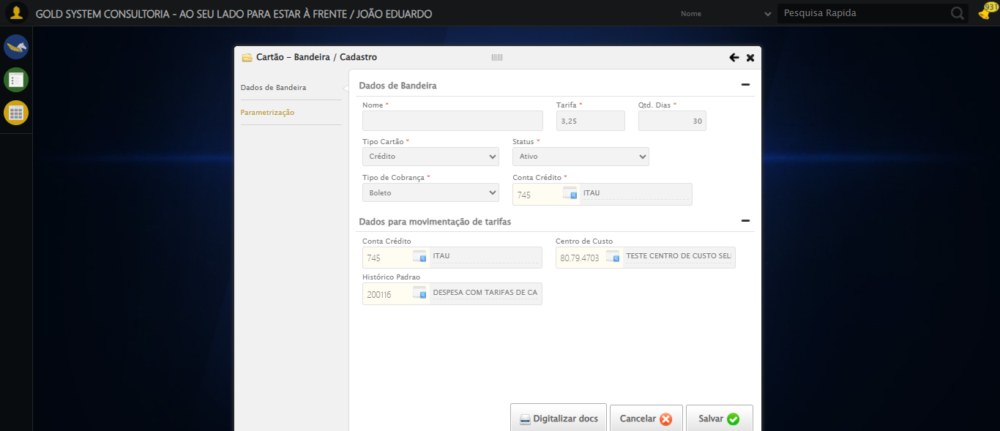 GOLD SYSTEM CONSULTORIA - AO SEU LADO PARA ESTAR À FRENTE / JOÃO EDUARDO
Nome
Pesquisa Rapida
931
Cartão - Bandeira / Cadastro
Dados de Bandeira
Parametrização
Dados de Bandeira
Nome * Tarifa * Qtd. Dias *
3,25 30
Tipo Cartão * Status *
Crédito Ativo
Tipo de Cobrança * Conta Crédito *
Boleto 745 ITAU
Dados para movimentação de tarifas
Conta Crédito Centro de Custo
745 ITAU 80.79.4703 TESTE CENTRO DE CUSTO SEL
Histórico Padrao
200116 DESPESA COM TARIFAS DE CA
Digitalizar docs Cancelar Salvar